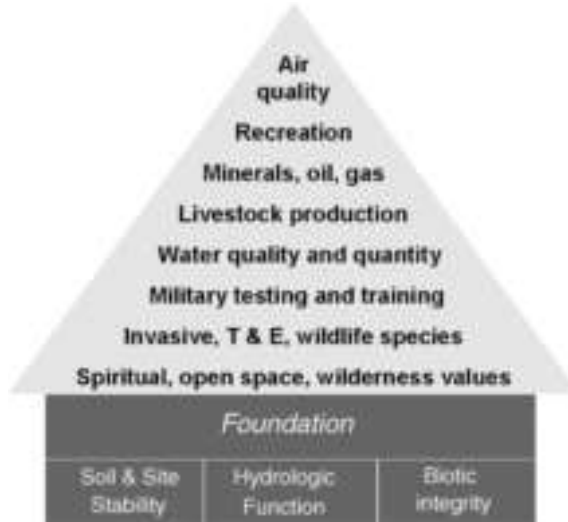 Air
quality
Recreation
Minerals, oil, gas
Livestock production
Water quality and quantity
Military testing and training
Invasive, T & E, wildlife species
Spiritual, open space, wilderness values
Foundation
Soil & Site
Stability
Hydrologic
Function
Biotic
integrity